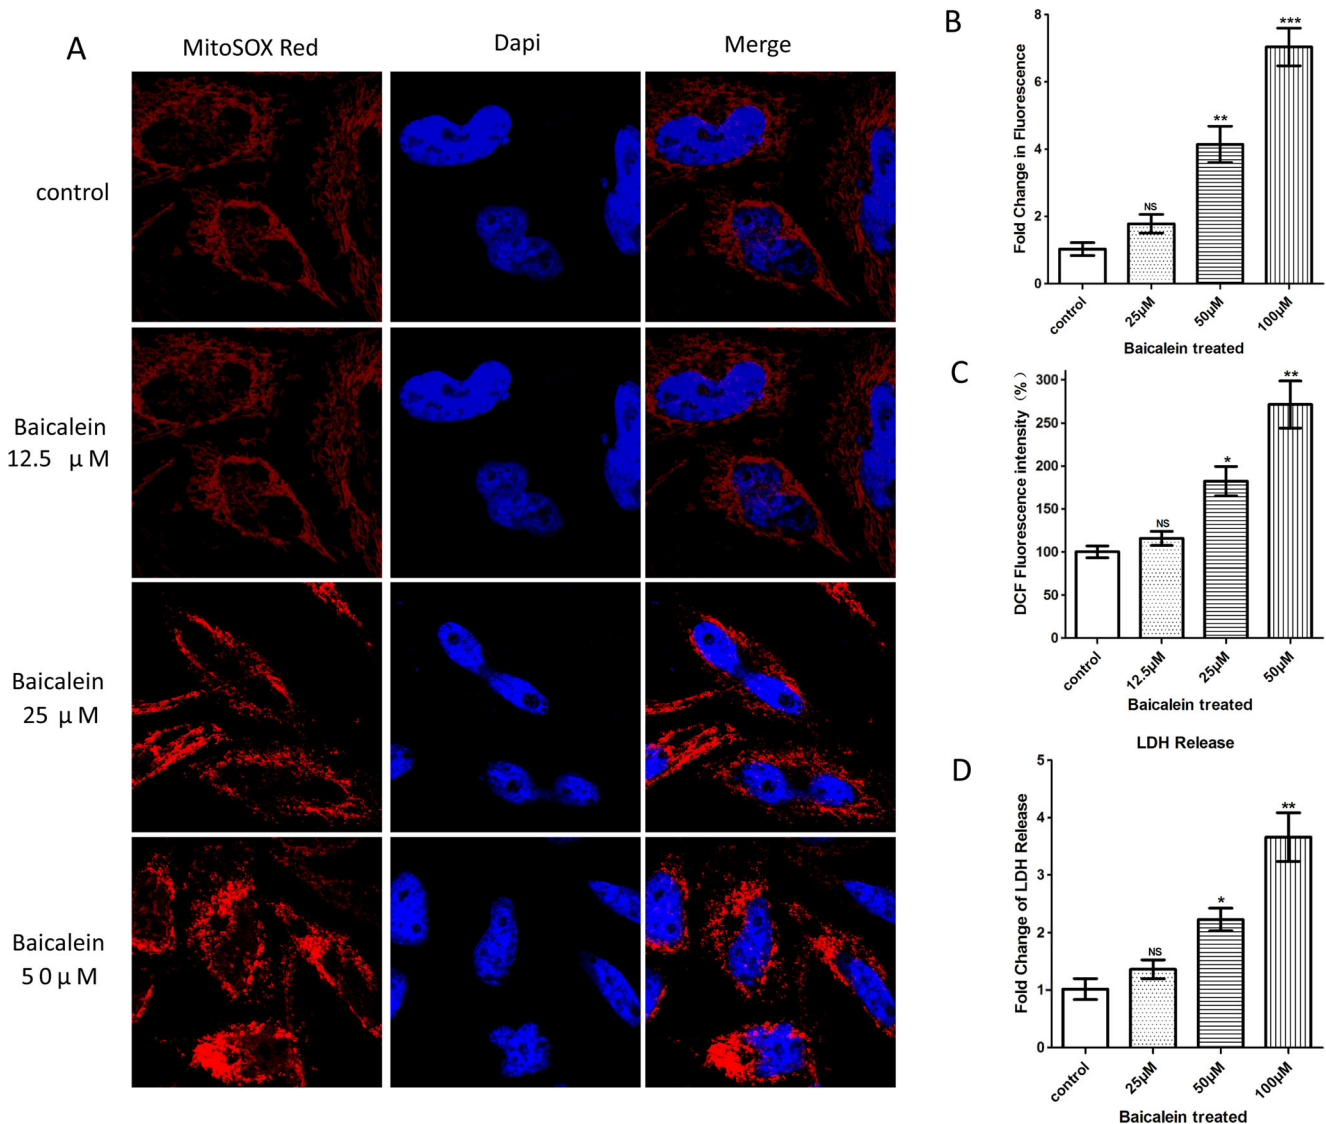 A
MitoSOX Red
Dapi
Merge
control
Baicalein
12.5 μ M
Baicalein
25 μ M
Baicalein
5 0 μ M
B
Fold Change in Fluorescence
8
6
4
2
0
NS
**
***
control
25μM
50μM
100μM
Baicalein treated
C
DCF Fluorescence intensity (%)
300
250
200
150
100
50
0
NS
*
**
control
12.5μM
25μM
50μM
Baicalein treated
D
LDH Release
Fold Change of LDH Release
5
4
3
2
1
0
NS
*
**
control
25μM
50μM
100μM
Baicalein treated